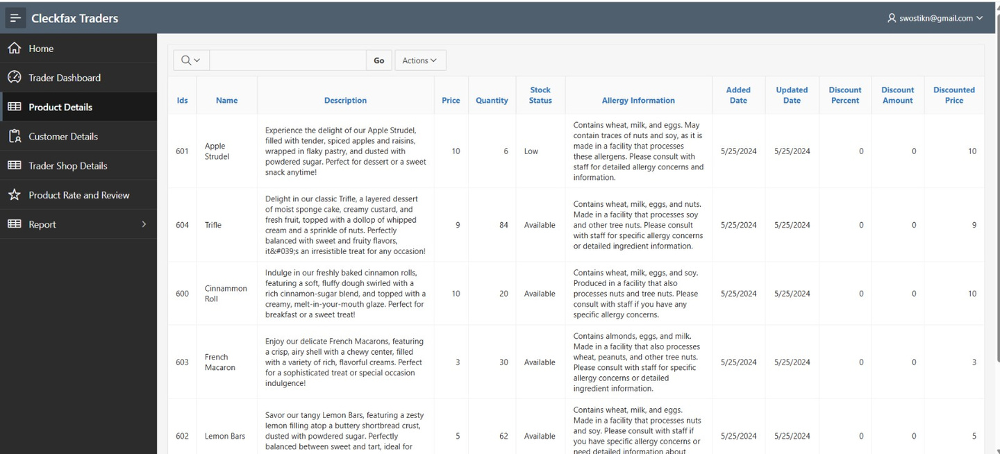 Cleckfax Traders
swostikn@gmail.com
Home
Trader Dashboard
Product Details
Customer Details
Trader Shop Details
Product Rate and Review
Report
Go
Actions
Ids
Name
Description
Price
Quantity
Stock
Status
Allergy Information
Added
Date
Updated
Date
Discount
Percent
Discount
Amount
Discounted
Price
601
Apple
Strudel
Experience the delight of our Apple Strudel,
filled with tender, spiced apples and raisins,
wrapped in flaky pastry, and dusted with
powdered sugar. Perfect for dessert or a sweet
snack anytime!
10
6
Low
Contains wheat, milk, and eggs. May
contain traces of nuts and soy, as it is
made in a facility that processes
these allergens. Please consult with
staff for detailed allergy concerns and
information.
5/25/2024
5/25/2024
0
0
10
604
Trifle
Delight in our classic Trifle, a layered dessert
of moist sponge cake, creamy custard, and
fresh fruit, topped with a dollop of whipped
cream and a sprinkle of nuts. Perfectly
balanced with sweet and fruity flavors,
it&#039;s an irresistible treat for any occasion!
9
84
Available
Contains wheat, milk, eggs, and nuts.
Made in a facility that processes soy
and other tree nuts. Please consult
with staff for specific allergy concerns
or detailed ingredient information.
5/25/2024
5/25/2024
0
0
9
600
Cinnammon
Roll
Indulge in our freshly baked cinnamon rolls,
featuring a soft, fluffy dough swirled with a
rich cinnamon-sugar blend, and topped with a
creamy, melt-in-your-mouth glaze. Perfect for
breakfast or a sweet treat!
10
20
Available
Contains wheat, milk, eggs, and soy.
Produced in a facility that also
processes nuts and tree nuts. Please
consult with staff if you have any
specific allergy concerns.
5/25/2024
5/25/2024
0
0
10
603
French
Macaron
Enjoy our delicate French Macarons, featuring
a crisp, airy shell with a chewy center, filled
with a variety of rich, flavorful creams. Perfect
for a sophisticated treat or special occasion
indulgence!
3
30
Available
Contains almonds, eggs, and milk.
Made in a facility that also processes
wheat, peanuts, and other tree nuts.
Please consult with staff for specific
allergy concerns or detailed
ingredient information.
5/25/2024
5/25/2024
0
0
3
602
Lemon Bars
Savor our tangy Lemon Bars, featuring a zesty
lemon filling atop a buttery shortbread crust,
dusted with powdered sugar. Perfectly
balanced between sweet and tart, ideal for
5
62
Available
Contains wheat, milk, and eggs.
Made in a facility that processes nuts
and soy. Please consult with staff if
you have specific allergy concerns or
need detailed information about
5/25/2024
5/25/2024
0
0
5